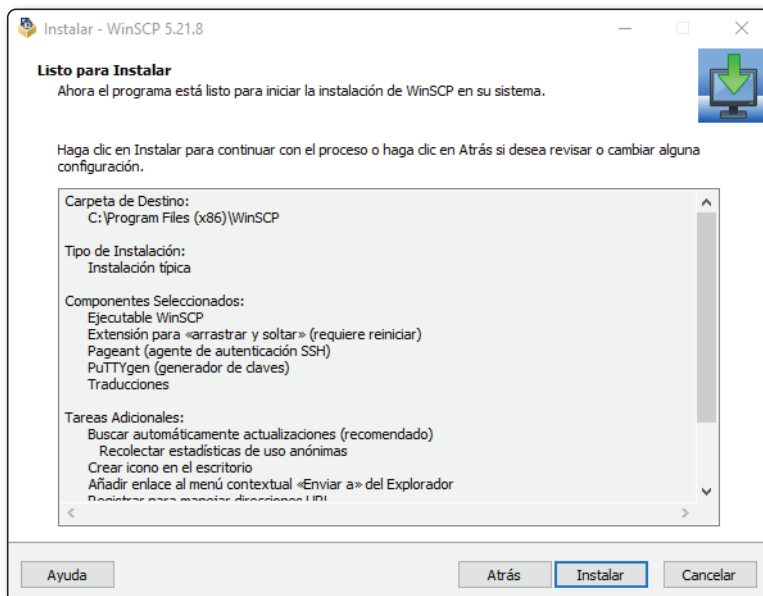 Instalar - WinSCP 5.21.8
Listo para Instalar
Ahora el programa está listo para iniciar la instalación de WinSCP en su sistema.
Haga clic en Instalar para continuar con el proceso o haga clic en Atrás si desea revisar o cambiar alguna
configuración.
Carpeta de Destino:
C:\Program Files (x86)\WinSCP
Tipo de Instalación:
Instalación típica
Componentes Seleccionados:
Ejecutable WinSCP
Extensión para «arrastrar y soltar» (requiere reiniciar)
Pageant (agente de autenticación SSH)
PuTTYgen (generador de claves)
Traducciones
Tareas Adicionales:
Buscar automáticamente actualizaciones (recomendado)
Recolectar estadísticas de uso anónimas
Crear icono en el escritorio
Añadir enlace al menú contextual «Enviar a» del Explorador
Registrar para manejar direcciones URL
Ayuda
Atrás
Instalar
Cancelar